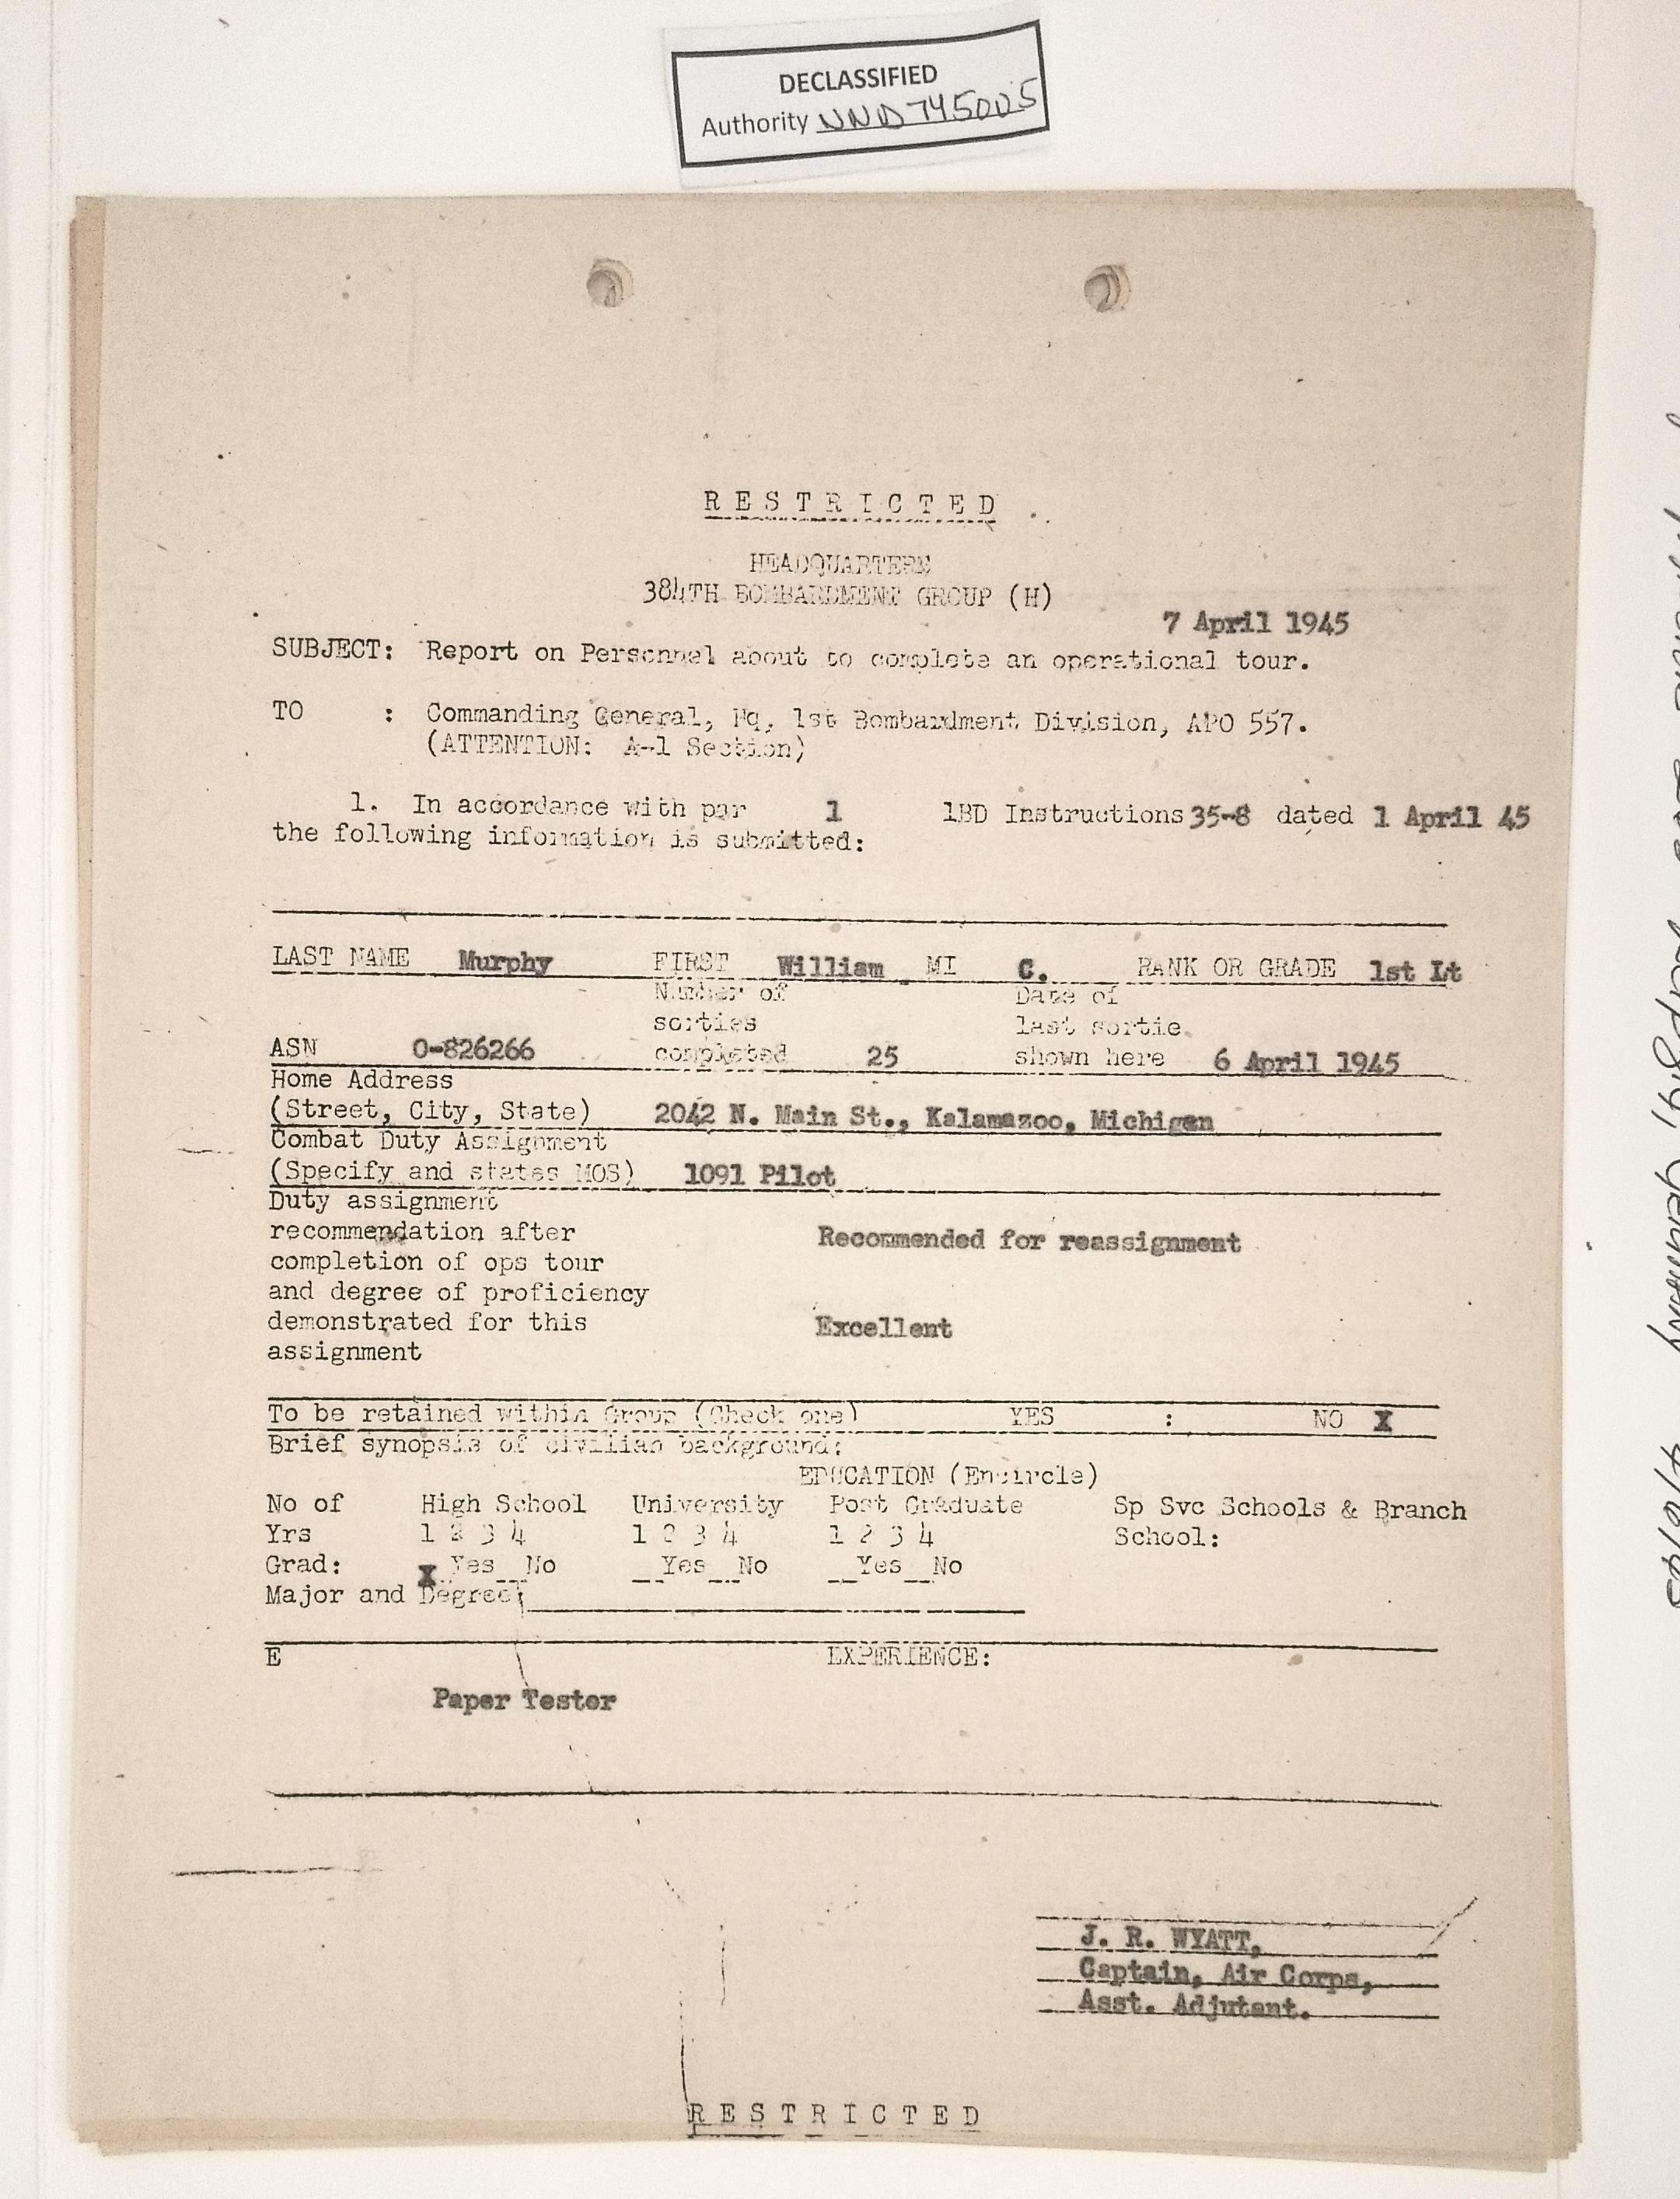 DECLASSIFIED
Authority NND 745005
R E S T R I C T E D
HEADQUARTERS
384TH BOMBARDMENT GROUP (H)
7 April 1945
SUBJECT: Report on Personnel about to complete an operational tour.
TO : Commanding General, Hq, 1st Bombardment Division, APO 557.
(ATTENTION: A-1 Section)
1. In accordance with par 1 1BD Instructions 35-8 dated 1 April 45
the following information is submitted:
LAST NAME Murphy FIRST William MI C. RANK OR GRADE 1st Lt
Number of Date of
sorties last sortie
ASN O-826266 completed 25 shown here 6 April 1945
Home Address
(Street, City, State) 2042 N. Main St., Kalamazoo, Michigan
Combat Duty Assignment
(Specify and states MOS) 1091 Pilot
Duty assignment
recommendation after Recommended for reassignment
completion of ops tour
and degree of proficiency
demonstrated for this Excellent
assignment
To be retained within Group (Check one) YES : NO X
Brief synopsis of civilian background:
EDUCATION (Encircle)
No of High School University Post Graduate Sp Svc Schools & Branch
Yrs 1 2 3 4 1 2 3 4 1 2 3 4 School:
Grad: X Yes No Yes No Yes No
Major and Degree:
E EXPERIENCE:
Paper Tester
J. R. WYATT,
Captain, Air Corps,
Asst. Adjutant.
R E S T R I C T E D